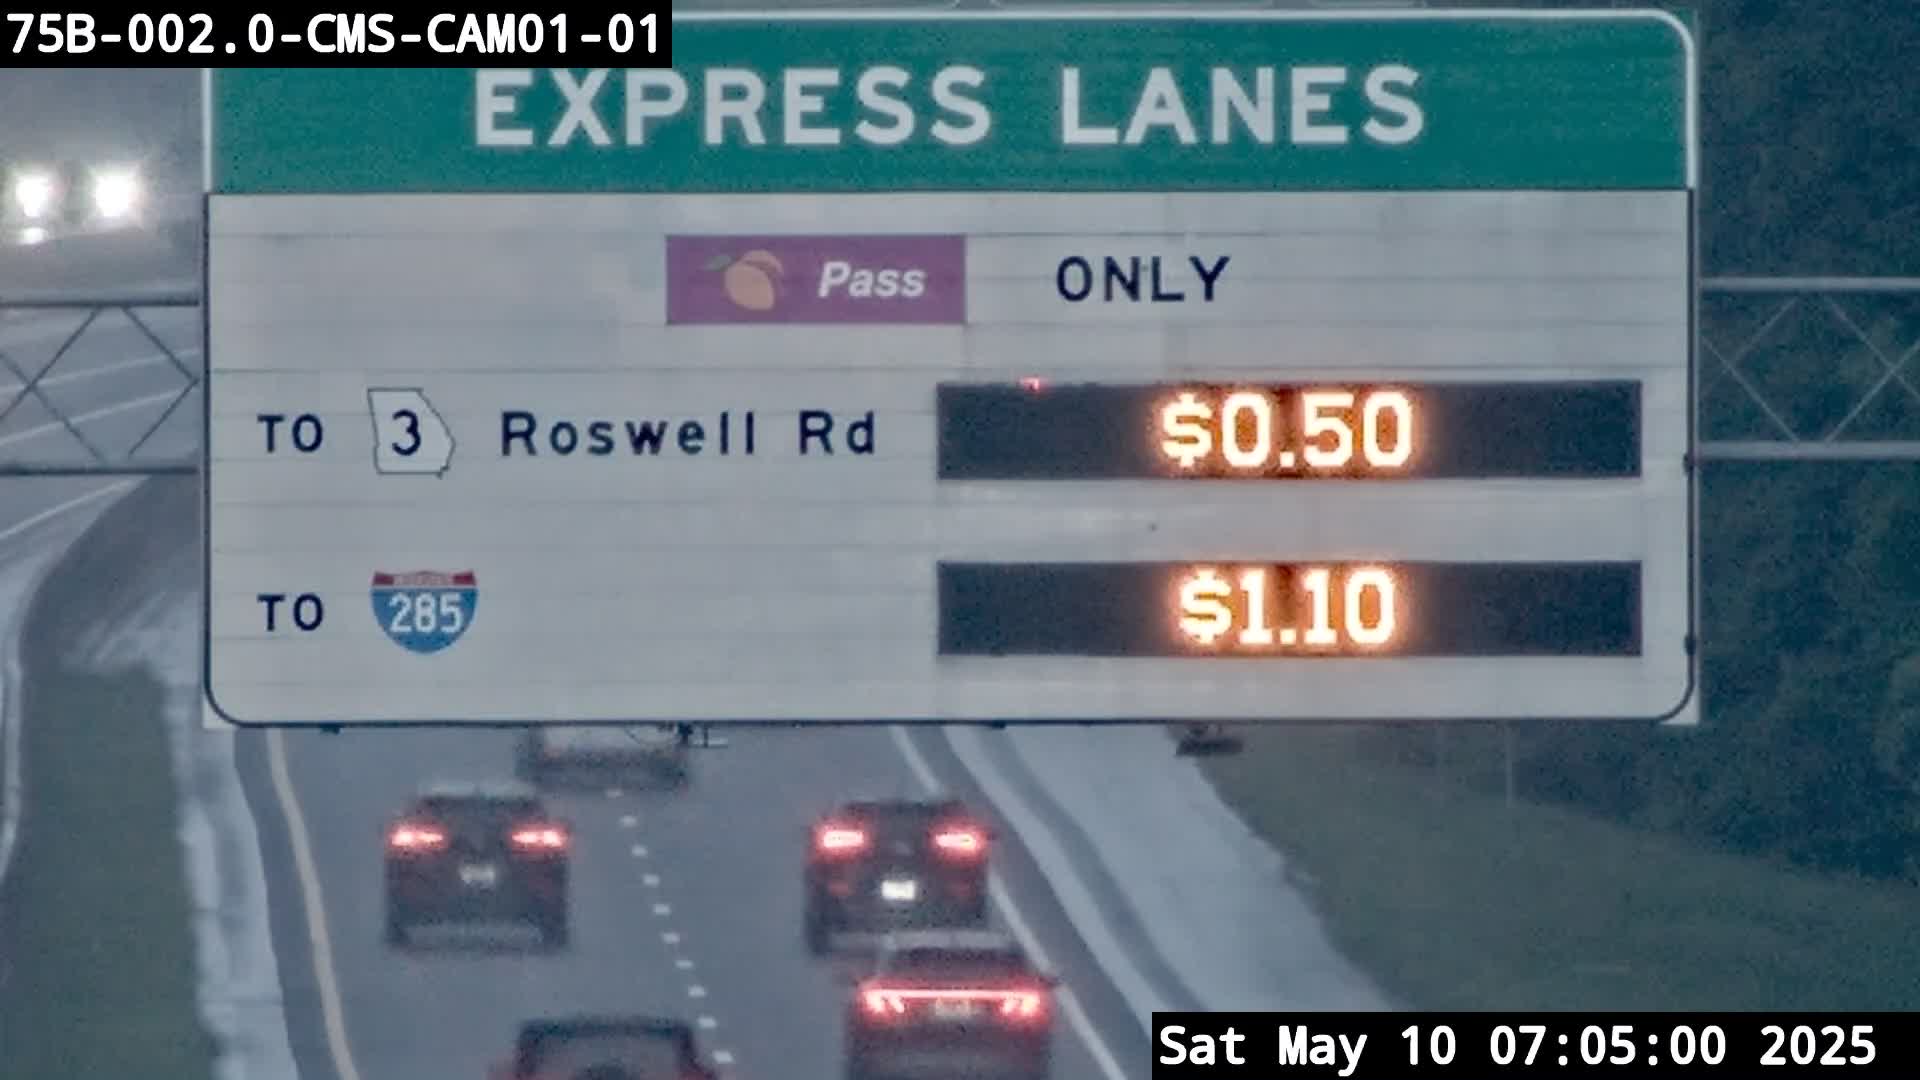 75B-002.0-CMS-CAM01-01
EXPRESS LANES
Pass ONLY
TO 3 Roswell Rd $0.50
TO 285 $1.10
Sat May 10 07:05:00 2025